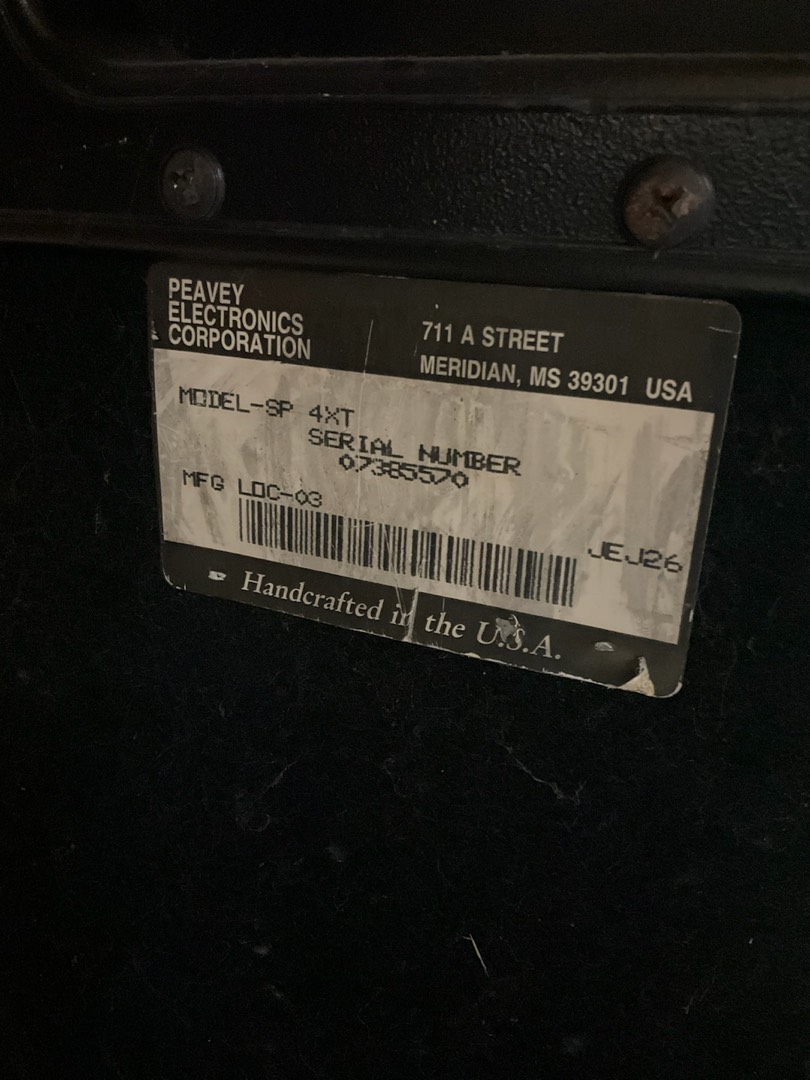 PEAVEY
ELECTRONICS
CORPORATION
711 A STREET
MERIDIAN, MS 39301 USA
MODEL-SP 4XT
SERIAL NUMBER
07385570
MFG LOC-03
JEJ26
Handcrafted in the U.S.A.